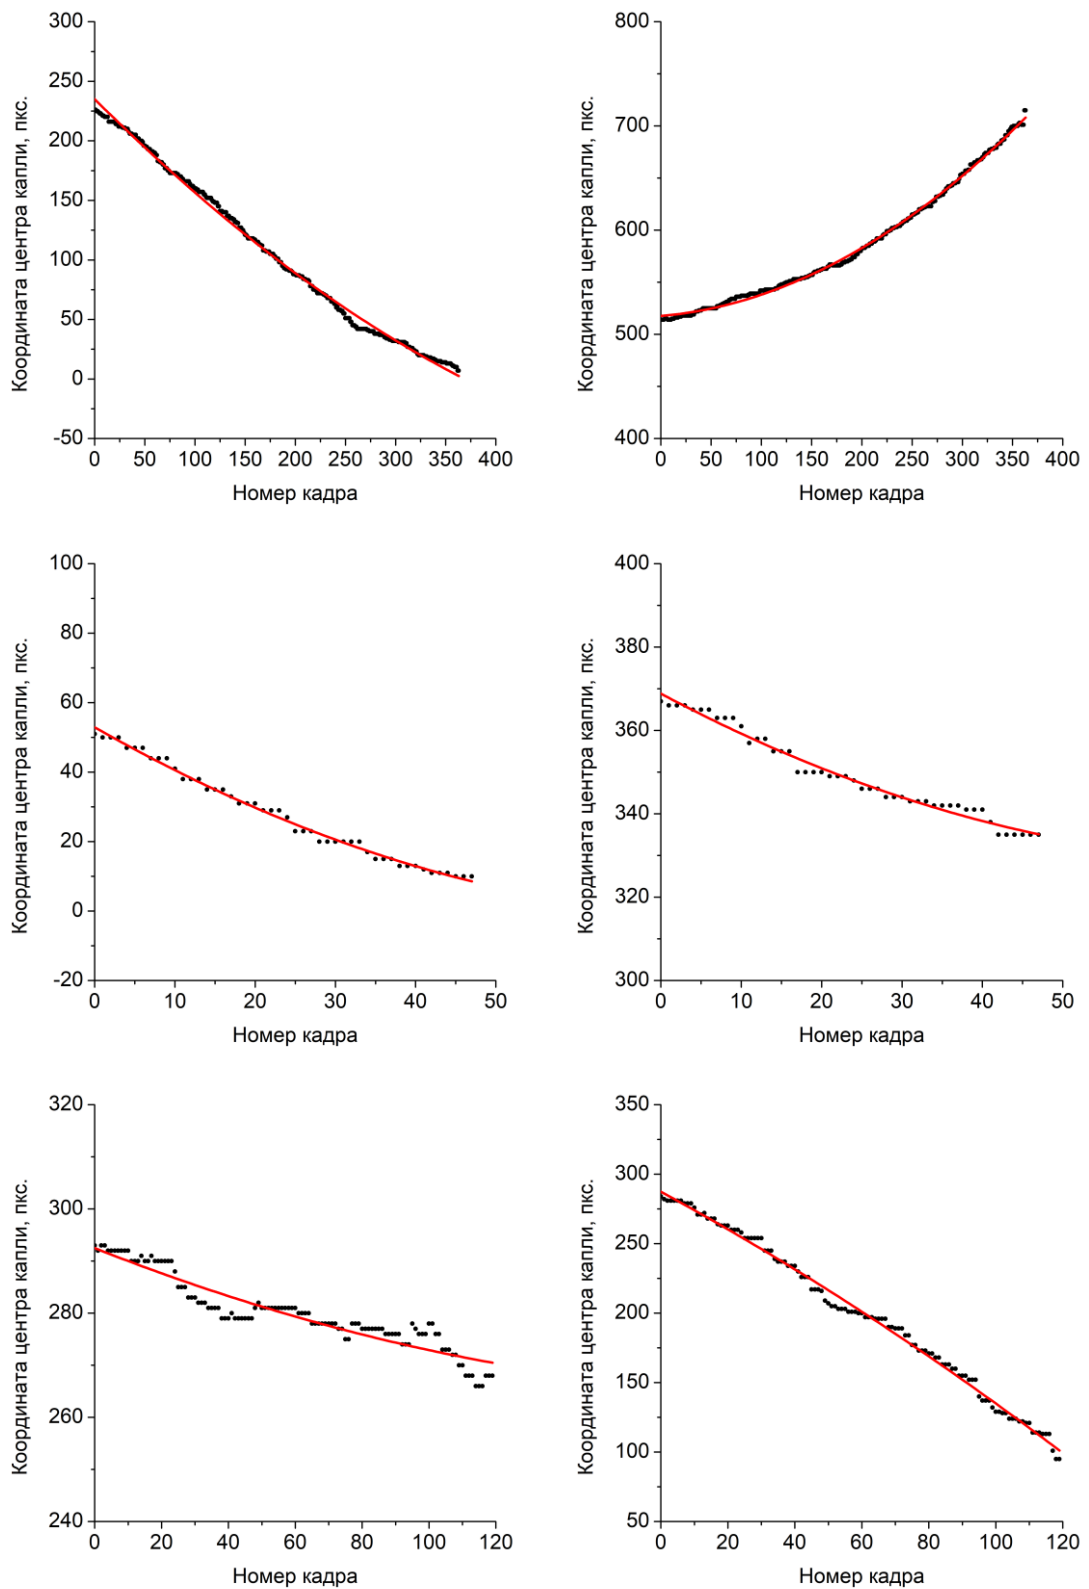 300
250
200
150
100
50
0
-50
0 50 100 150 200 250 300 350 400
Координата центра капли, пкс.
Номер кадра
800
700
600
500
400
0 50 100 150 200 250 300 350 400
Координата центра капли, пкс.
Номер кадра
100
80
60
40
20
0
-20
0 10 20 30 40 50
Координата центра капли, пкс.
Номер кадра
400
380
360
340
320
300
0 10 20 30 40 50
Координата центра капли, пкс.
Номер кадра
320
300
280
260
240
0 20 40 60 80 100 120
Координата центра капли, пкс.
Номер кадра
350
300
250
200
150
100
50
0 20 40 60 80 100 120
Координата центра капли, пкс.
Номер кадра